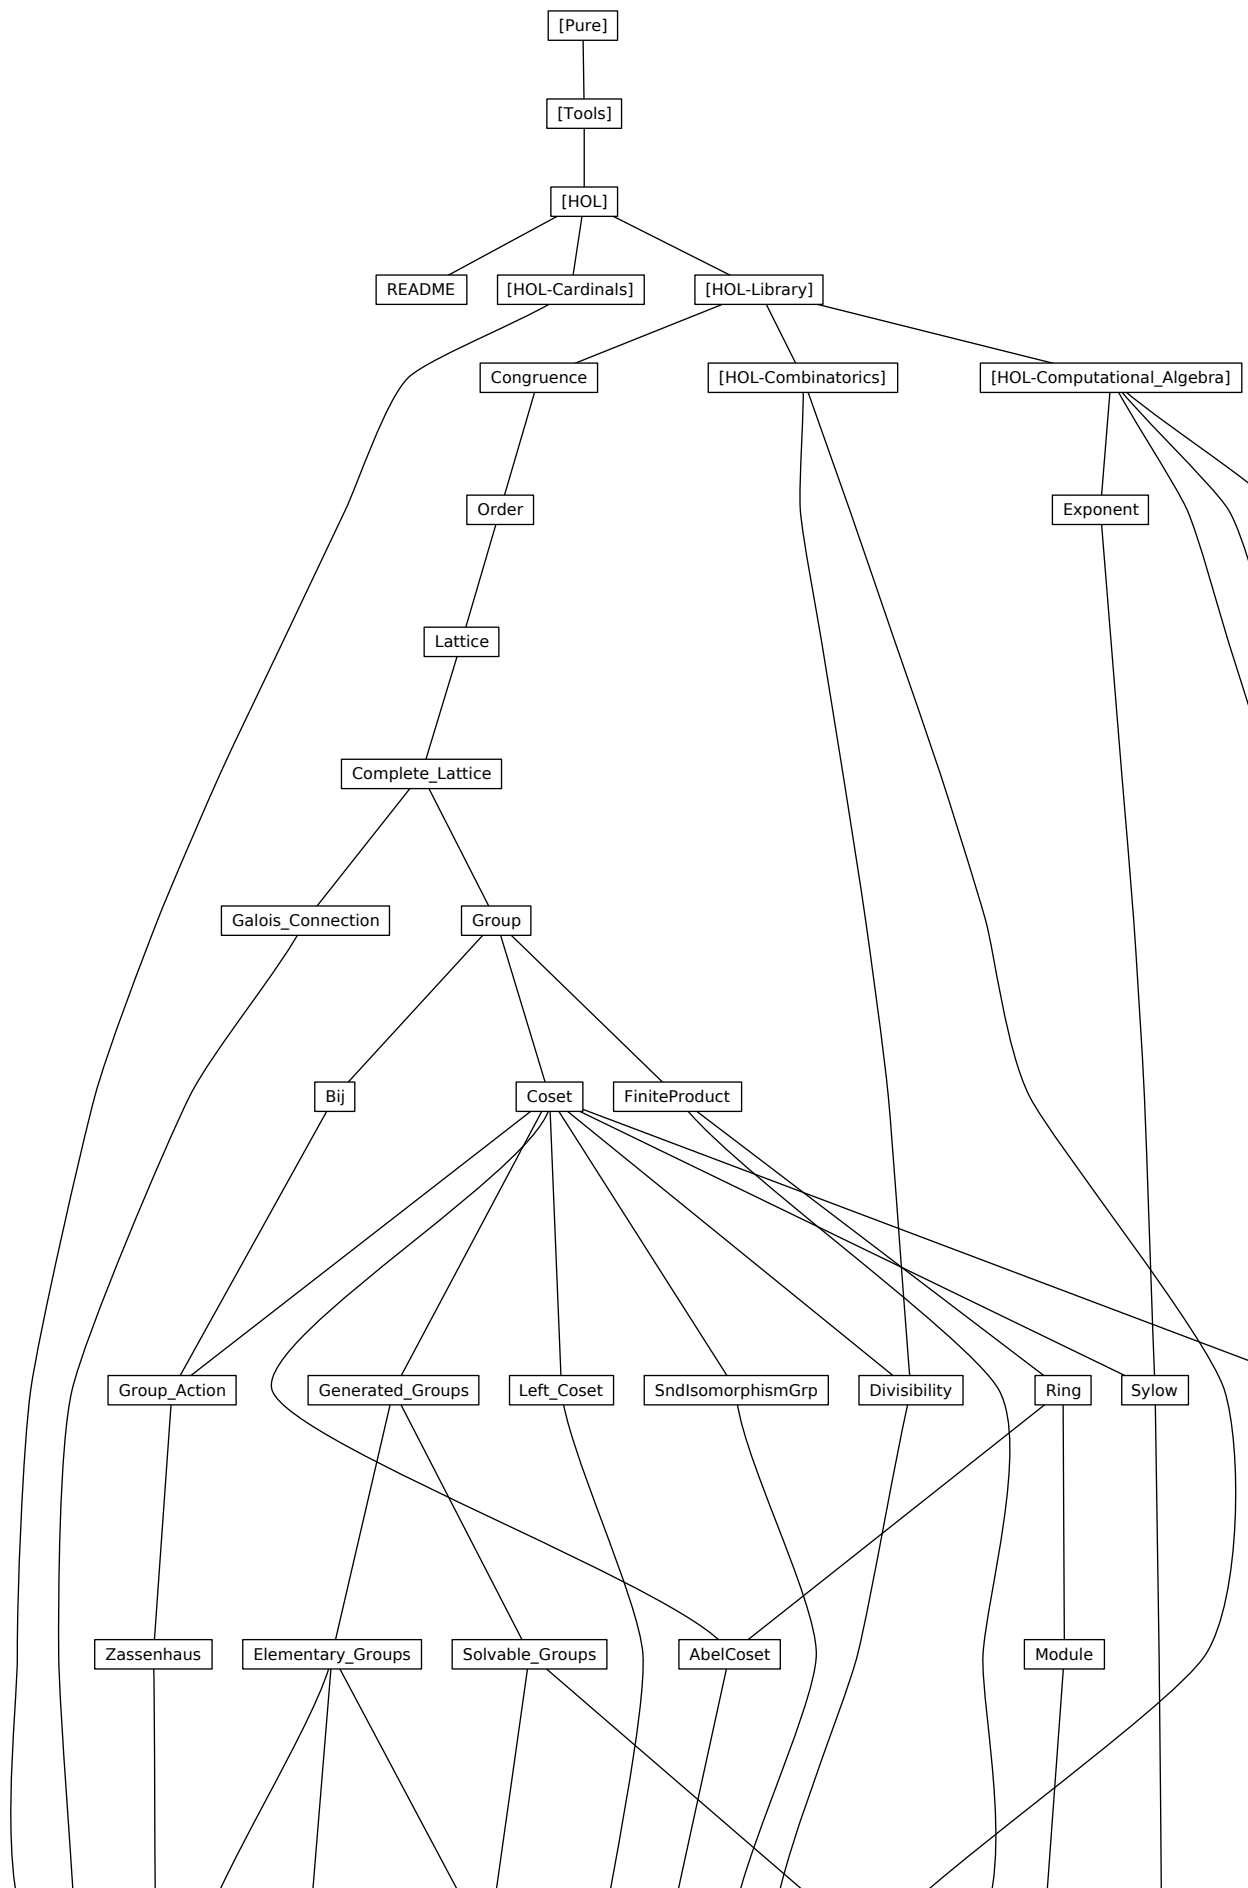 [Pure]
[Tools]
[HOL]
README
[HOL-Cardinals]
[HOL-Library]
Congruence
[HOL-Combinatorics]
[HOL-Computational_Algebra]
Order
Exponent
Lattice
Complete_Lattice
Galois_Connection
Group
Bij
Coset
FiniteProduct
Group_Action
Generated_Groups
Left_Coset
SndIsomorphismGrp
Divisibility
Ring
Sylow
Zassenhaus
Elementary_Groups
Solvable_Groups
AbelCoset
Module